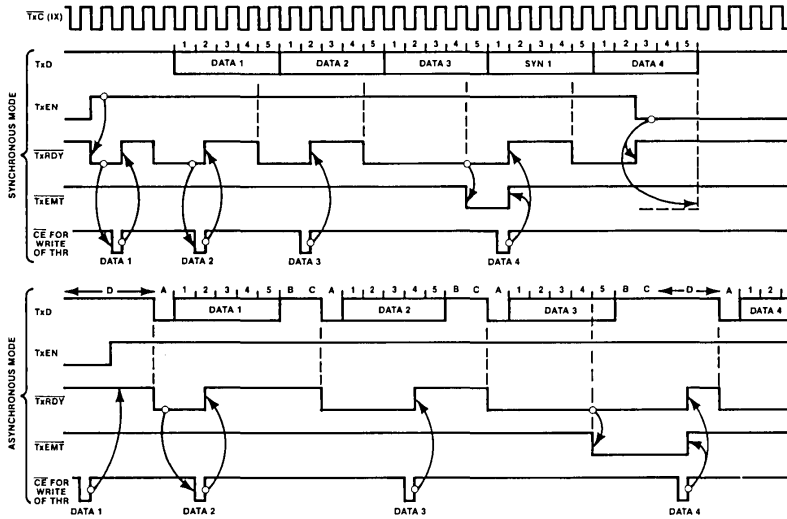 TxC (IX)
SYNCHRONOUS MODE
1 2 3 4 5 1 2 3 4 5 1 2 3 4 5 1 2 3 4 5 1 2 3 4 5
TxD
DATA 1 DATA 2 DATA 3 SYN 1 DATA 4
TxEN
TxRDY
TxEMT
CE FOR
WRITE
OF THR
DATA 1 DATA 2 DATA 3 DATA 4
ASYNCHRONOUS MODE
D A 1 2 3 4 5 B C A 1 2 3 4 5 B C A 1 2 3 4 5 B C D A 1 2
TxD
DATA 1 DATA 2 DATA 3 DATA 4
TxEN
TxRDY
TxEMT
CE FOR
WRITE
OF THR
DATA 1 DATA 2 DATA 3 DATA 4